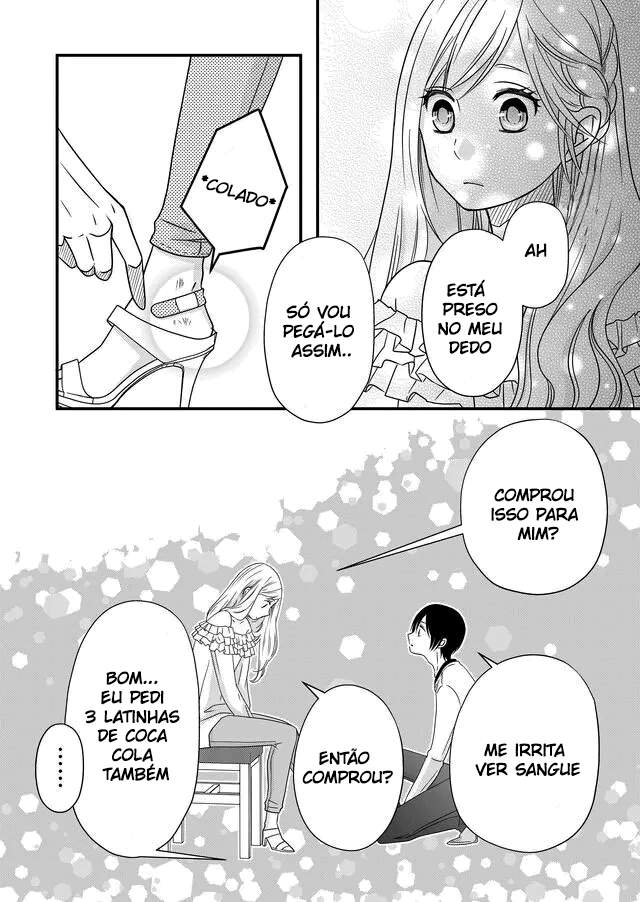 AH
ESTÁ
PRESO
NO MEU
DEDO
SÓ VOU
PEGÁ-LO
ASSIM..
*COLADO*
COMPROU
ISSO PARA
MIM?
ME IRRITA
VER SANGUE
ENTÃO
COMPROU?
BOM...
EU PEDI
3 LATINHAS
DE COCA
COLA
TAMBÉM
......